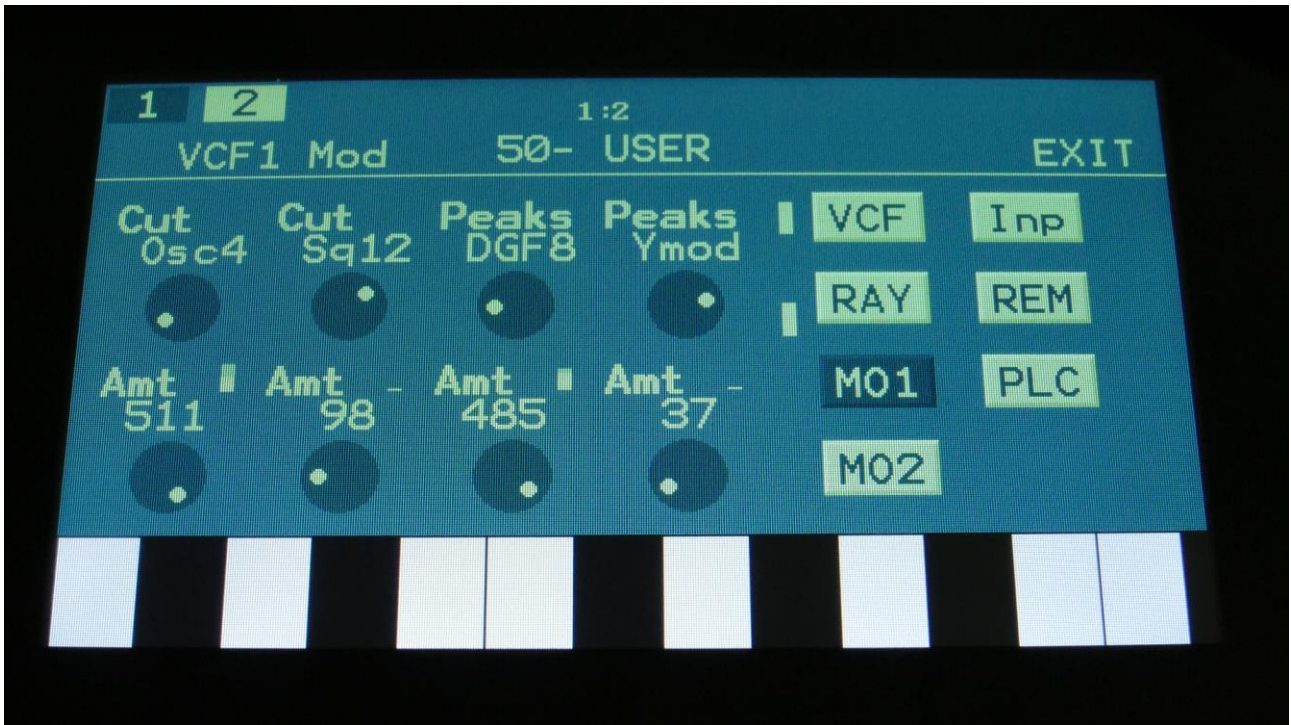 1 2
1:2
VCF1 Mod 50- USER EXIT
Cut Cut Peaks Peaks VCF Inp
Osc4 Sq12 DGF8 Ymod
RAY REM
Amt Amt - Amt Amt - MO1 PLC
511 98 485 37
MO2